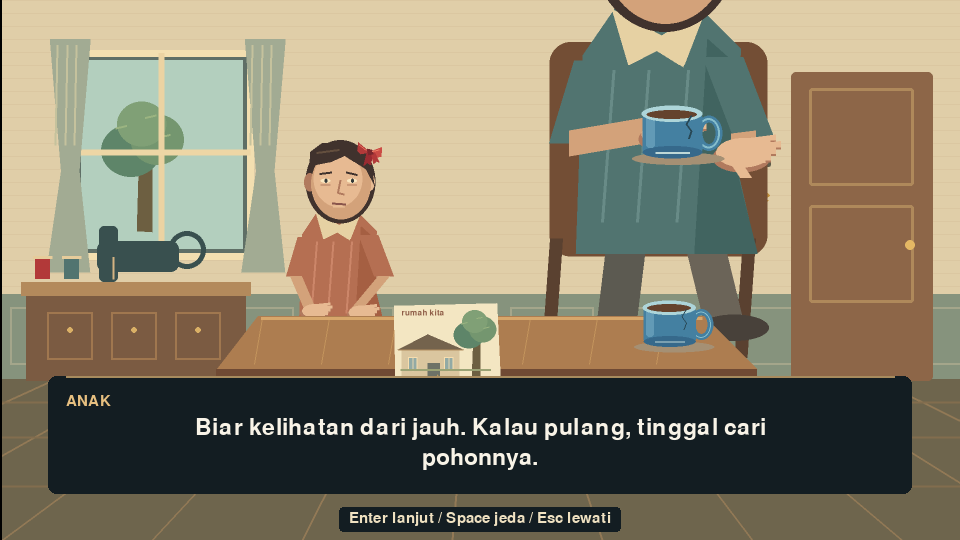 rumah kita
ANAK
Biar kelihatan dari jauh. Kalau pulang, tinggal cari
pohonnya.
Enter lanjut / Space jeda / Esc lewati